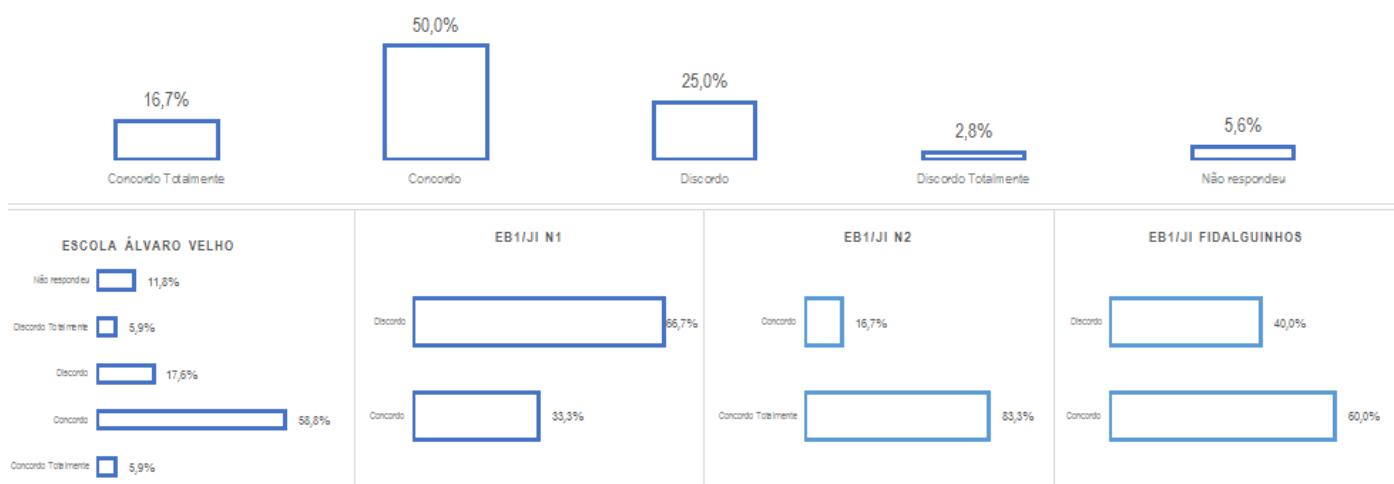 50,0%
16,7%
25,0%
2,8%
5,6%
Concordo Totalmente
Concordo
Discordo
Discordo Totalmente
Não respondeu
ESCOLA ÁLVARO VELHO
Não respondeu
11,8%
Discordo Totalmente
5,9%
Discordo
17,6%
Concordo
58,8%
Concordo Totalmente
5,9%
EB1/JI N1
Discordo
66,7%
Concordo
33,3%
EB1/JI N2
Concordo
16,7%
Concordo Totalmente
83,3%
EB1/JI FIDALGUINHOS
Discordo
40,0%
Concordo
60,0%